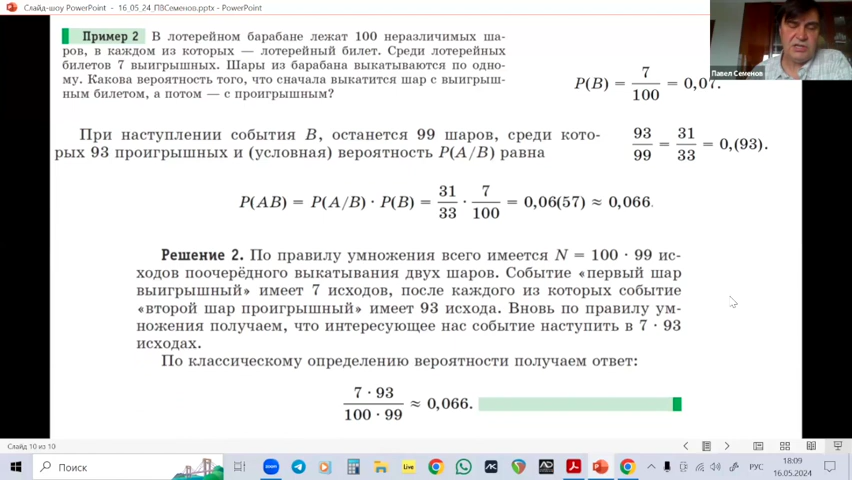 Слайд-шоу PowerPoint - 16_05_24_ПВСеменов.pptx - PowerPoint
Пример 2 В лотерейном барабане лежат 100 неразличимых ша-
ров, в каждом из которых — лотерейный билет. Среди лотерейных
билетов 7 выигрышных. Шары из барабана выкатываются по одно-
му. Какова вероятность того, что сначала выкатится шар с выигрыш-
ным билетом, а потом — с проигрышным?
P(B) = 7/100 = 0,07.
Павел Семенов
При наступлении события B, останется 99 шаров, среди кото-
рых 93 проигрышных и (условная) вероятность P(A/B) равна
93/99 = 31/33 = 0,(93).
P(AB) = P(A/B) · P(B) = 31/33 · 7/100 = 0,06(57) ≈ 0,066.
Решение 2. По правилу умножения всего имеется N = 100 · 99 ис-
ходов поочерёдного выкатывания двух шаров. Событие «первый шар
выигрышный» имеет 7 исходов, после каждого из которых событие
«второй шар проигрышный» имеет 93 исхода. Вновь по правилу ум-
ножения получаем, что интересующее нас событие наступить в 7 · 93
исходах.
По классическому определению вероятности получаем ответ:
7 · 93/100 · 99 ≈ 0,066.
Слайд 10 из 10
Поиск
Live
РУС
18:09
16.05.2024